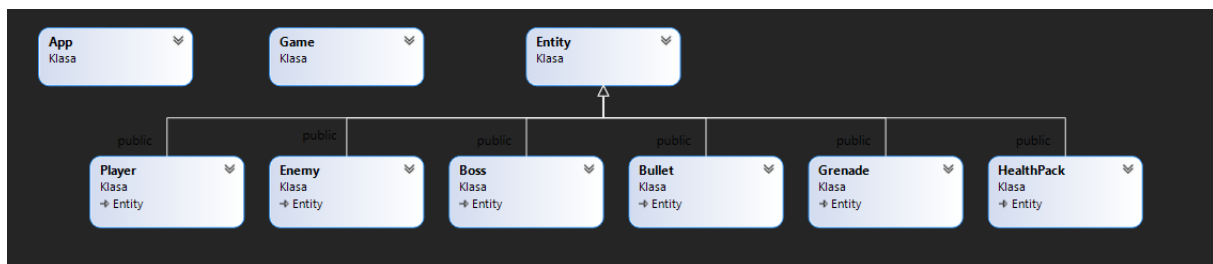 App
Klasa
Game
Klasa
Entity
Klasa
public
public
public
public
public
public
Player
Klasa
Entity
Enemy
Klasa
Entity
Boss
Klasa
Entity
Bullet
Klasa
Entity
Grenade
Klasa
Entity
HealthPack
Klasa
Entity